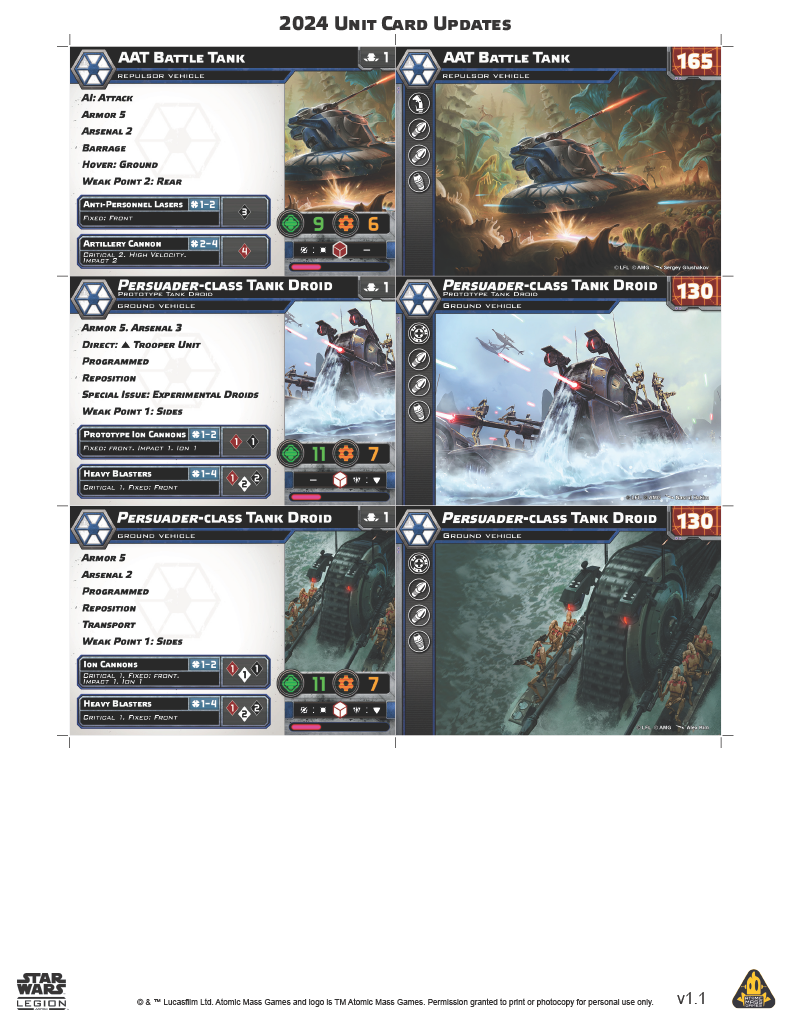 2024 Unit Card Updates
AAT Battle Tank
1
Repulsor vehicle
AI: Attack
Armor 5
Arsenal 2
Barrage
Hover: Ground
Weak Point 2: Rear
Anti-Personnel Lasers 1-2
3
Fixed: Front
Artillery Cannon 2-4
4
Critical 2, High Velocity,
Impact 2
9
6
AAT Battle Tank
165
Repulsor vehicle
© LFL © AMG Sergey Glushakov
Persuader-class Tank Droid
1
Prototype Tank Droid
Ground vehicle
Armor 5, Arsenal 3
Direct: Trooper Unit
Programmed
Reposition
Special Issue: Experimental Droids
Weak Point 1: Sides
Prototype Ion Cannons 1-2
1 1
Fixed: front, Impact 1, Ion 1
Heavy Blasters 1-4
1 2 2
Critical 1, Fixed: Front
11
7
Persuader-class Tank Droid
130
Prototype Tank Droid
Ground vehicle
Persuader-class Tank Droid
1
Ground vehicle
Armor 5
Arsenal 2
Programmed
Reposition
Transport
Weak Point 1: Sides
Ion Cannons 1-2
1 1 1
Critical 1, Fixed: front,
Impact 1, Ion 1
Heavy Blasters 1-4
1 2 2
Critical 1, Fixed: Front
11
7
Persuader-class Tank Droid
130
Ground vehicle
© LFL © AMG
STAR
WARS
LEGION
© & ™ Lucasfilm Ltd. Atomic Mass Games and logo is TM Atomic Mass Games. Permission granted to print or photocopy for personal use only.
v1.1
ATOMIC
MASS
GAMES